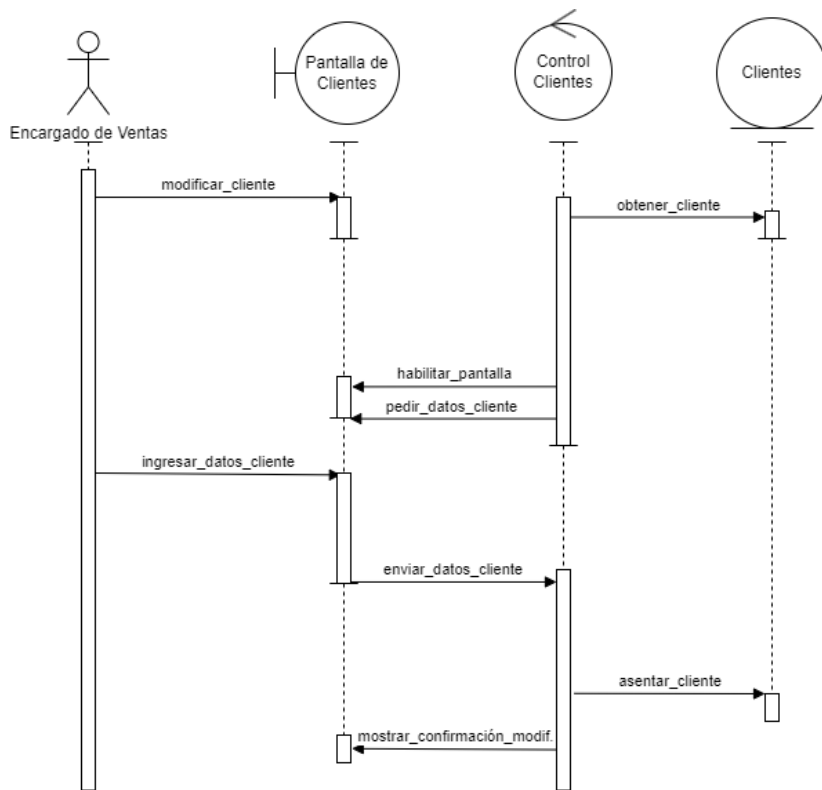 Pantalla de
Clientes
Control
Clientes
Clientes
Encargado de Ventas
modificar_cliente
obtener_cliente
habilitar_pantalla
pedir_datos_cliente
ingresar_datos_cliente
enviar_datos_cliente
asentar_cliente
mostrar_confirmación_modif.